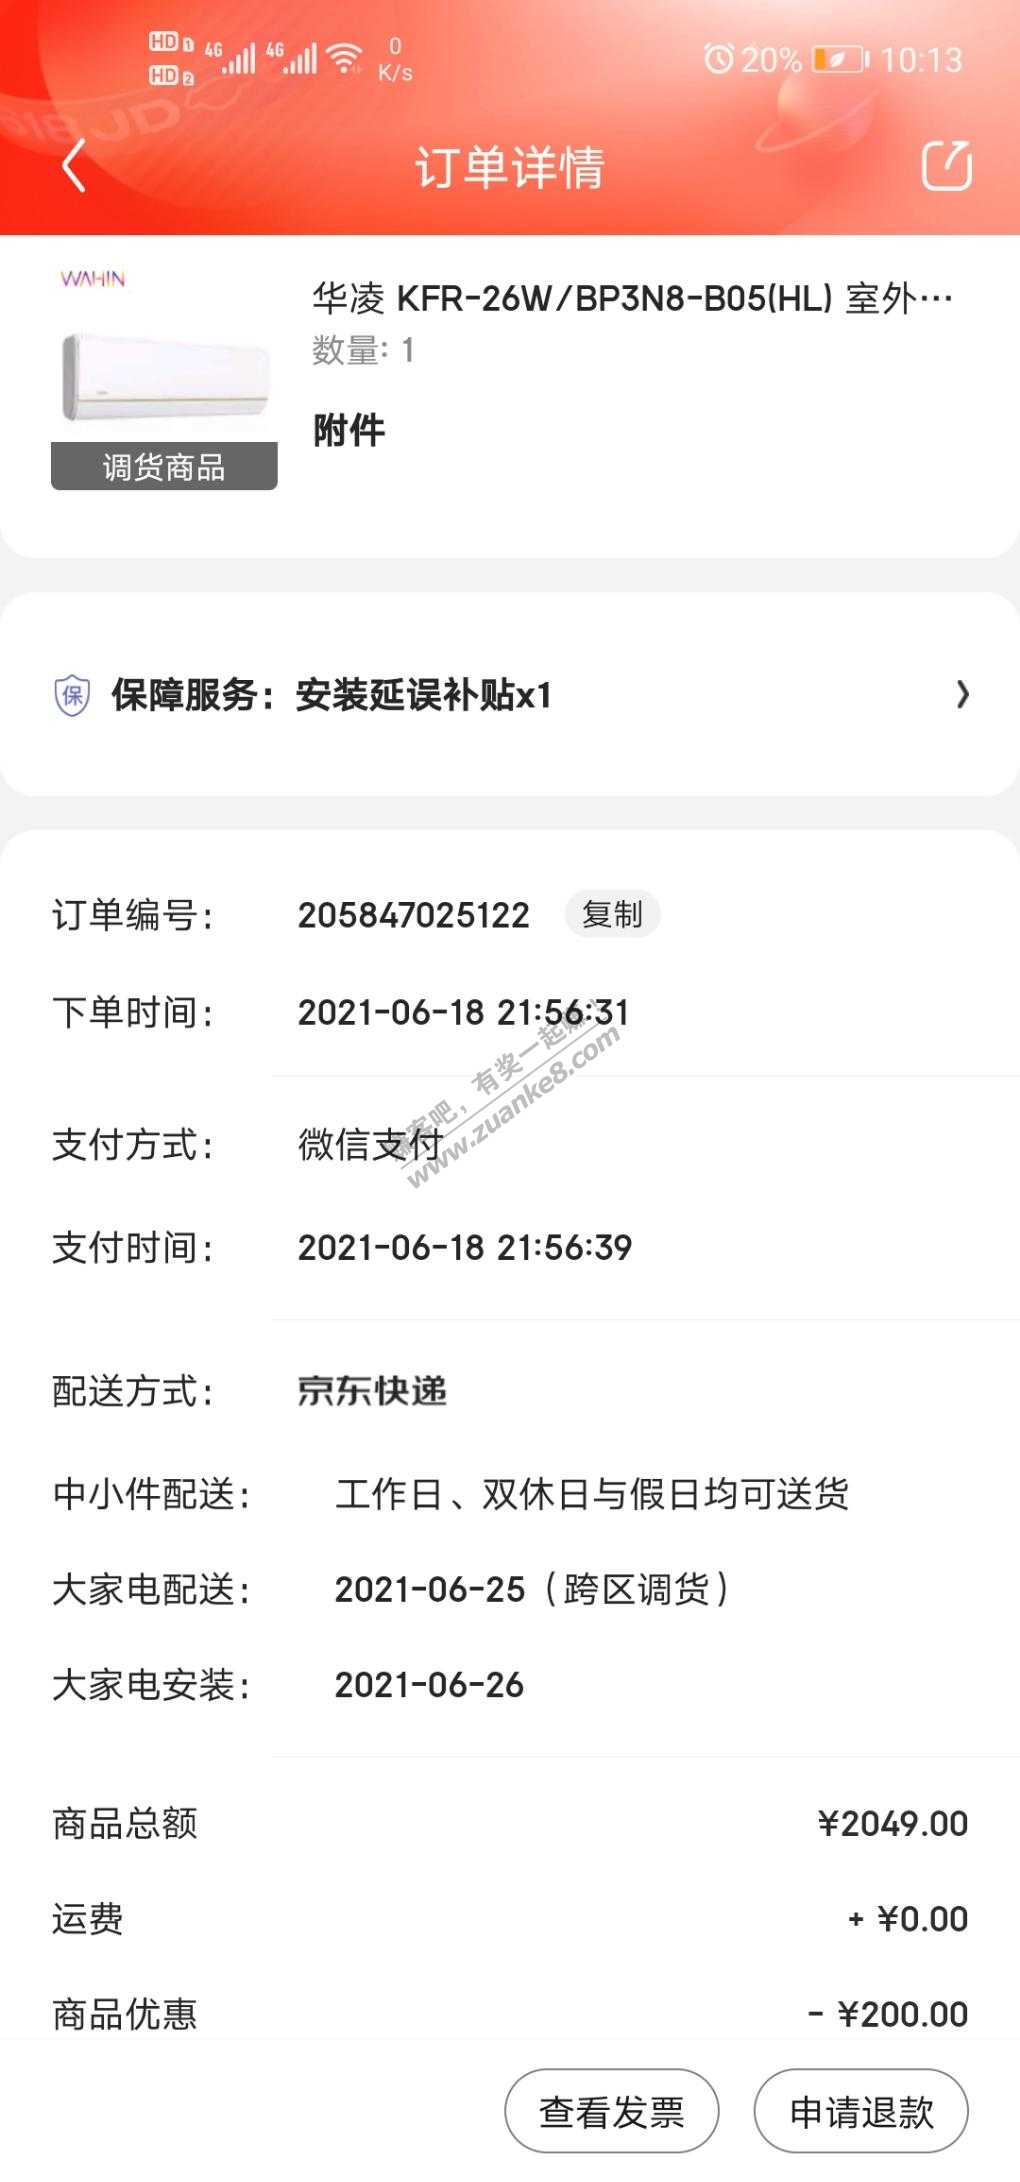 HD 1 4G 4G 0
HD 2 K/s
20% 10:13
618 JD
订单详情
WAHIN
华凌 KFR-26W/BP3N8-B05(HL) 室外…
数量: 1
附件
调货商品
保 保障服务：安装延误补贴x1
订单编号： 205847025122 复制
下单时间： 2021-06-18 21:56:31
赚客吧，有奖一起赚！
www.zuanke8.com
支付方式： 微信支付
支付时间： 2021-06-18 21:56:39
配送方式： 京东快递
中小件配送： 工作日、双休日与假日均可送货
大家电配送： 2021-06-25（跨区调货）
大家电安装： 2021-06-26
商品总额 ¥2049.00
运费 + ¥0.00
商品优惠 - ¥200.00
查看发票 申请退款